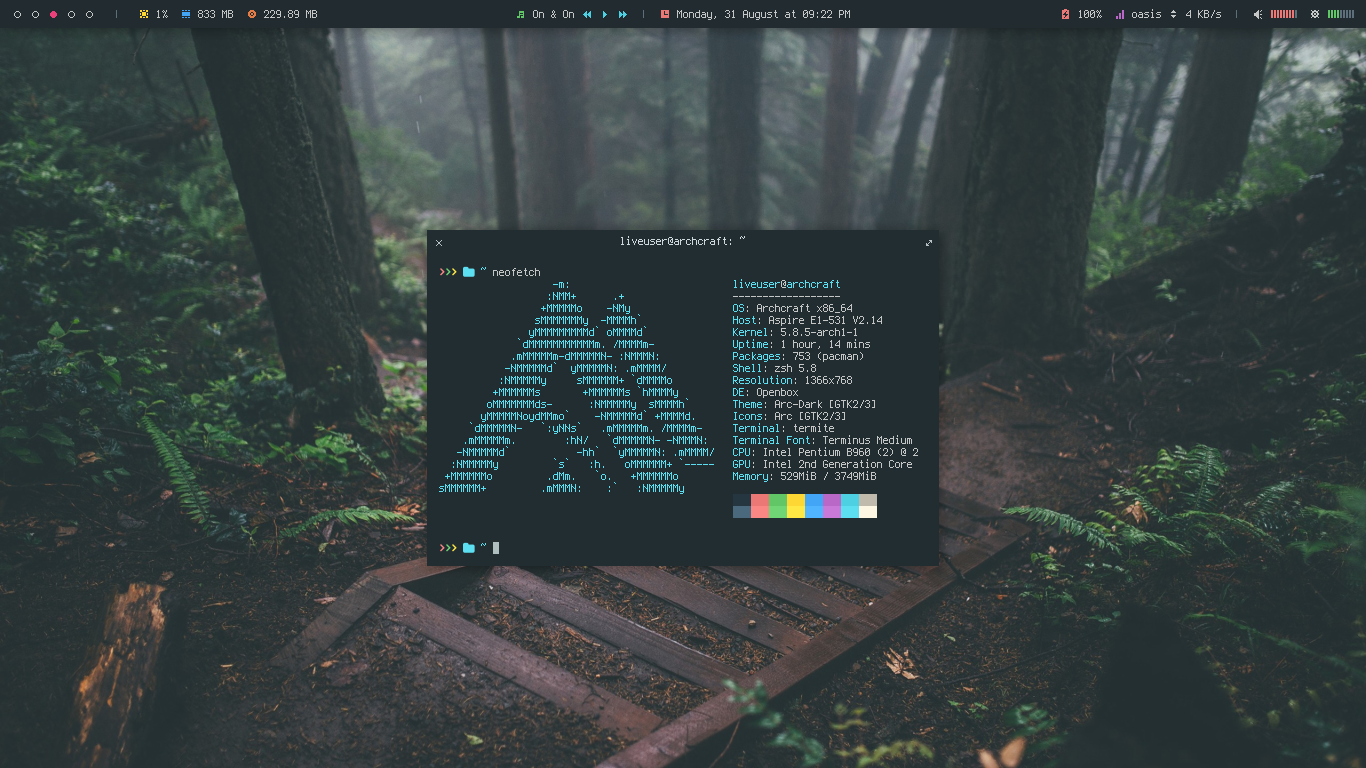 1% 833 MB 229.89 MB On & On Monday, 31 August at 09:22 PM 100% oasis 4 KB/s
liveuser@archcraft: ~
~ neofetch
-m:
:NMM+      .+
+MMMMMo    -NMy
sMMMMMMy  -MMMMh`
yMMMMMMMMMd` oMMMMd`
`dMMMMMMMMMMm. /MMMMm-
.mMMMMMm-dMMMMMN- :NMMMN:
-NMMMMMd`  yMMMMMN: .mMMMM/
:NMMMMMy     sMMMMMM+ `dMMMMo
+MMMMMMs       +MMMMMMs `hMMMMy
oMMMMMMMds-      :NMMMMMy  sMMMMh`
yMMMMMNoydMMmo`    -NMMMMMd` +MMMMd.
`dMMMMMN-   `:yNNs`   .mMMMMMm. /MMMMm-
.mMMMMMm.        :hN/   `dMMMMMN- -NMMMN:
-NMMMMMd`           -hh`   yMMMMMN: .mMMMM/
:NMMMMMy         `s`   :h.   oMMMMMM+ `-----
+MMMMMMo         .dMm.   `o.   +MMMMMMo
sMMMMMM+         .mMMMN:    :`   :NMMMMMy
liveuser@archcraft
------------------
OS: Archcraft x86_64
Host: Aspire E1-531 V2.14
Kernel: 5.8.5-arch1-1
Uptime: 1 hour, 14 mins
Packages: 753 (pacman)
Shell: zsh 5.8
Resolution: 1366x768
DE: Openbox
Theme: Arc-Dark [GTK2/3]
Icons: Arc [GTK2/3]
Terminal: termite
Terminal Font: Terminus Medium
CPU: Intel Pentium B960 (2) @ 2
GPU: Intel 2nd Generation Core
Memory: 529MiB / 3749MiB
~